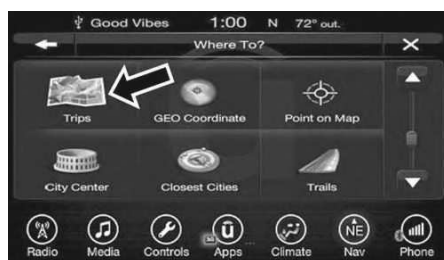 Good Vibes 1:00 N 72° out.
Where To?
Trips GEO Coordinate Point on Map
City Center Closest Cities Trails
Radio Media Controls Apps Climate Nav Phone
NE